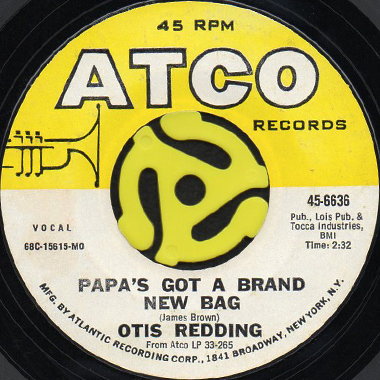 45 RPM
ATCO
RECORDS
45-6636
Pub., Lois Pub. &
Tocca Industries,
BMI
Time: 2:32
VOCAL
68C-15615-MO
PAPA'S GOT A BRAND
NEW BAG
(James Brown)
OTIS REDDING
From Atco LP 33-265
MFG. BY ATLANTIC RECORDING CORP., 1841 BROADWAY, NEW YORK, N.Y.